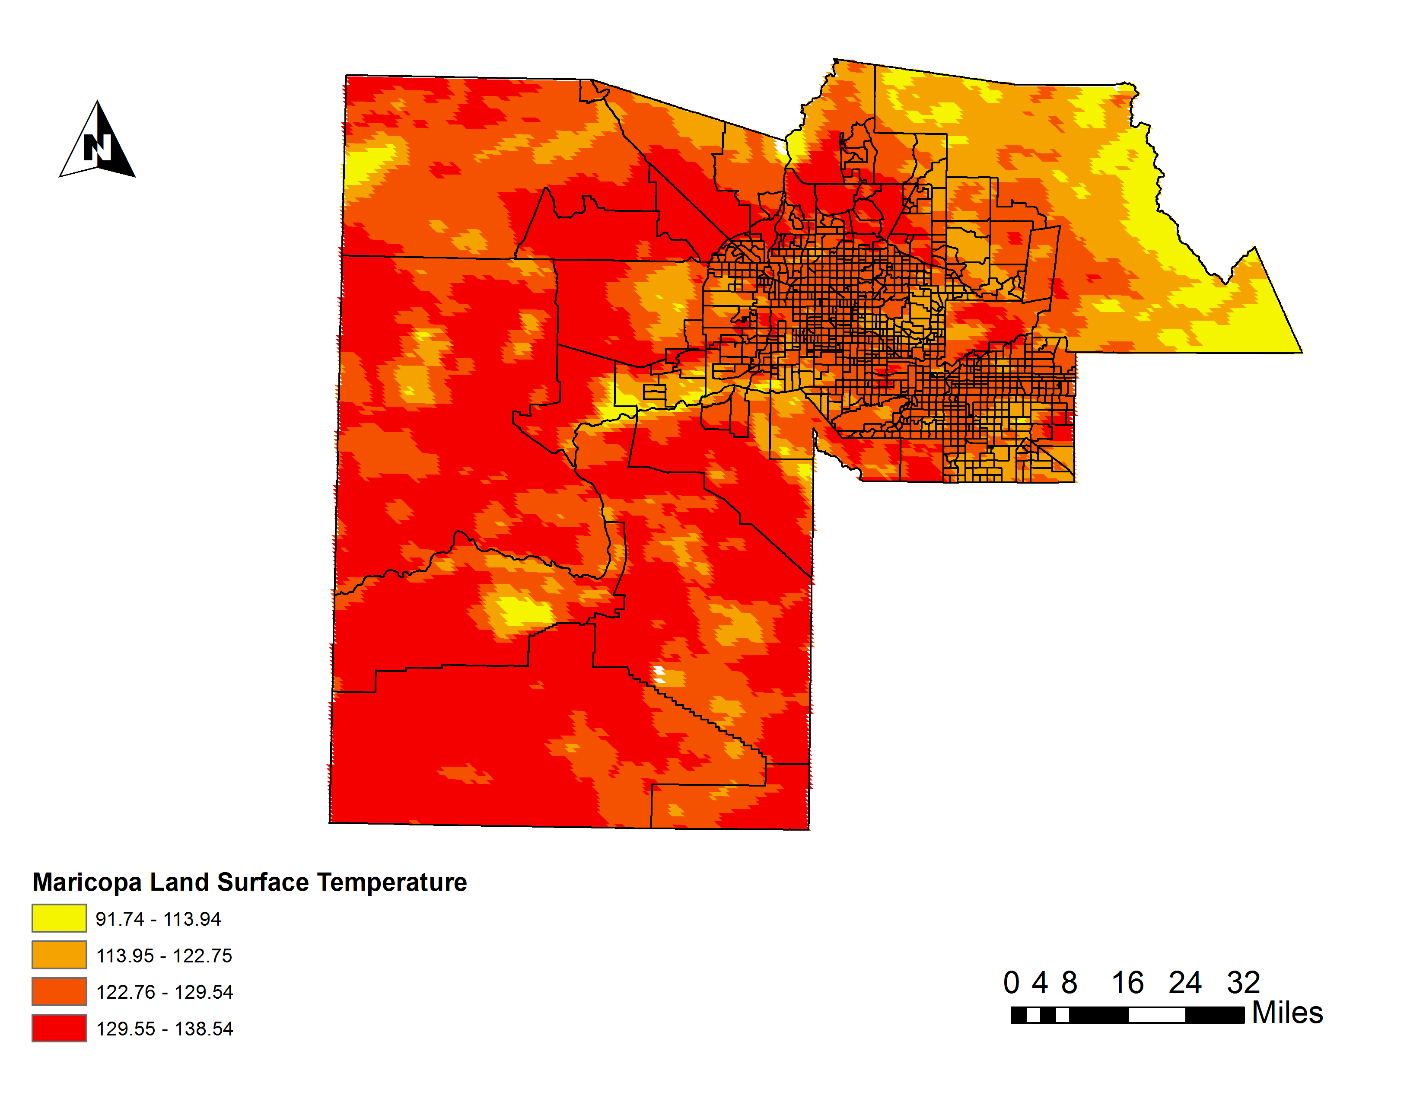 N
Maricopa Land Surface Temperature
91.74 - 113.94
113.95 - 122.75
122.76 - 129.54
129.55 - 138.54
0 4 8 16 24 32
Miles